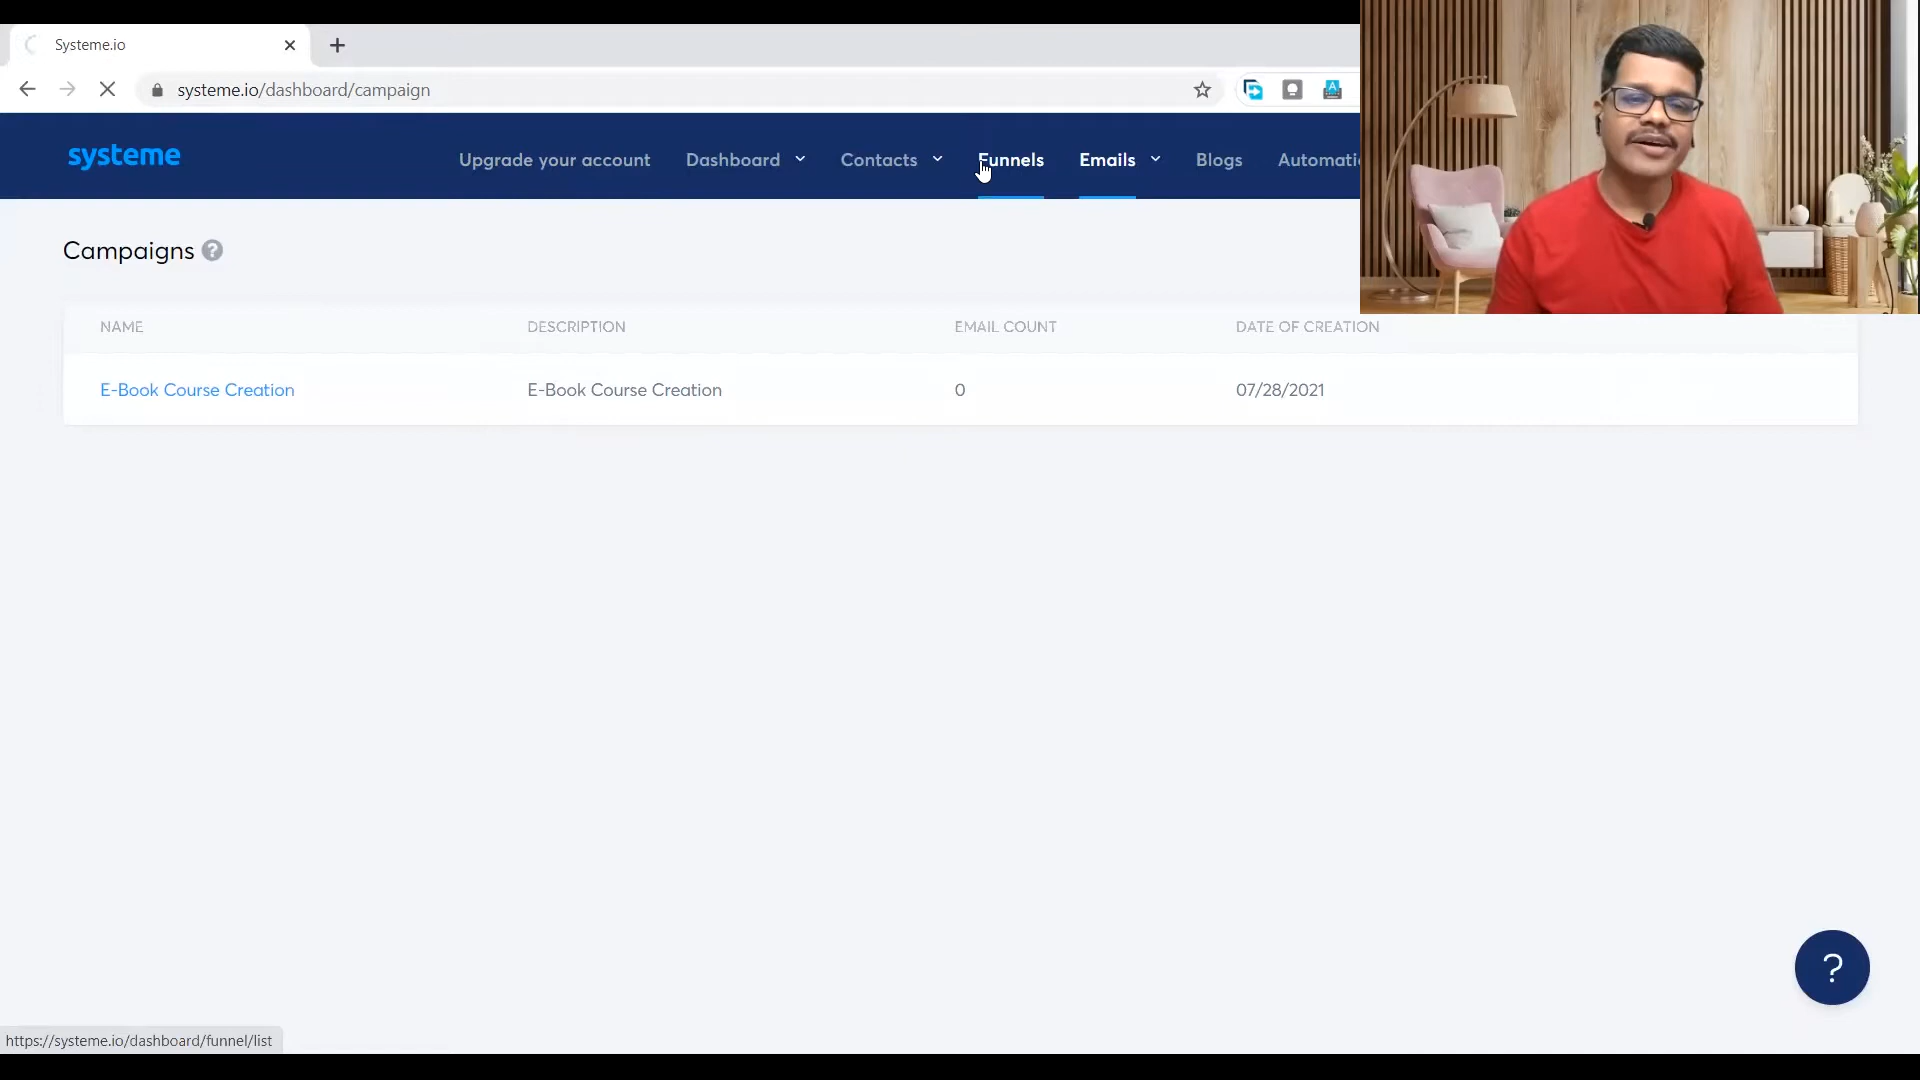 Systeme.io
systeme.io/dashboard/campaign
systeme
Upgrade your account
Dashboard
Contacts
Funnels
Emails
Blogs
Automati
Campaigns ?
NAME
DESCRIPTION
EMAIL COUNT
DATE OF CREATION
E-Book Course Creation
E-Book Course Creation
0
07/28/2021
?
https://systeme.io/dashboard/funnel/list